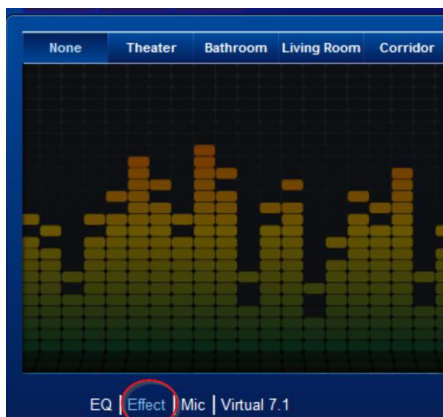 None Theater Bathroom Living Room Corridor
EQ | Effect | Mic | Virtual 7.1